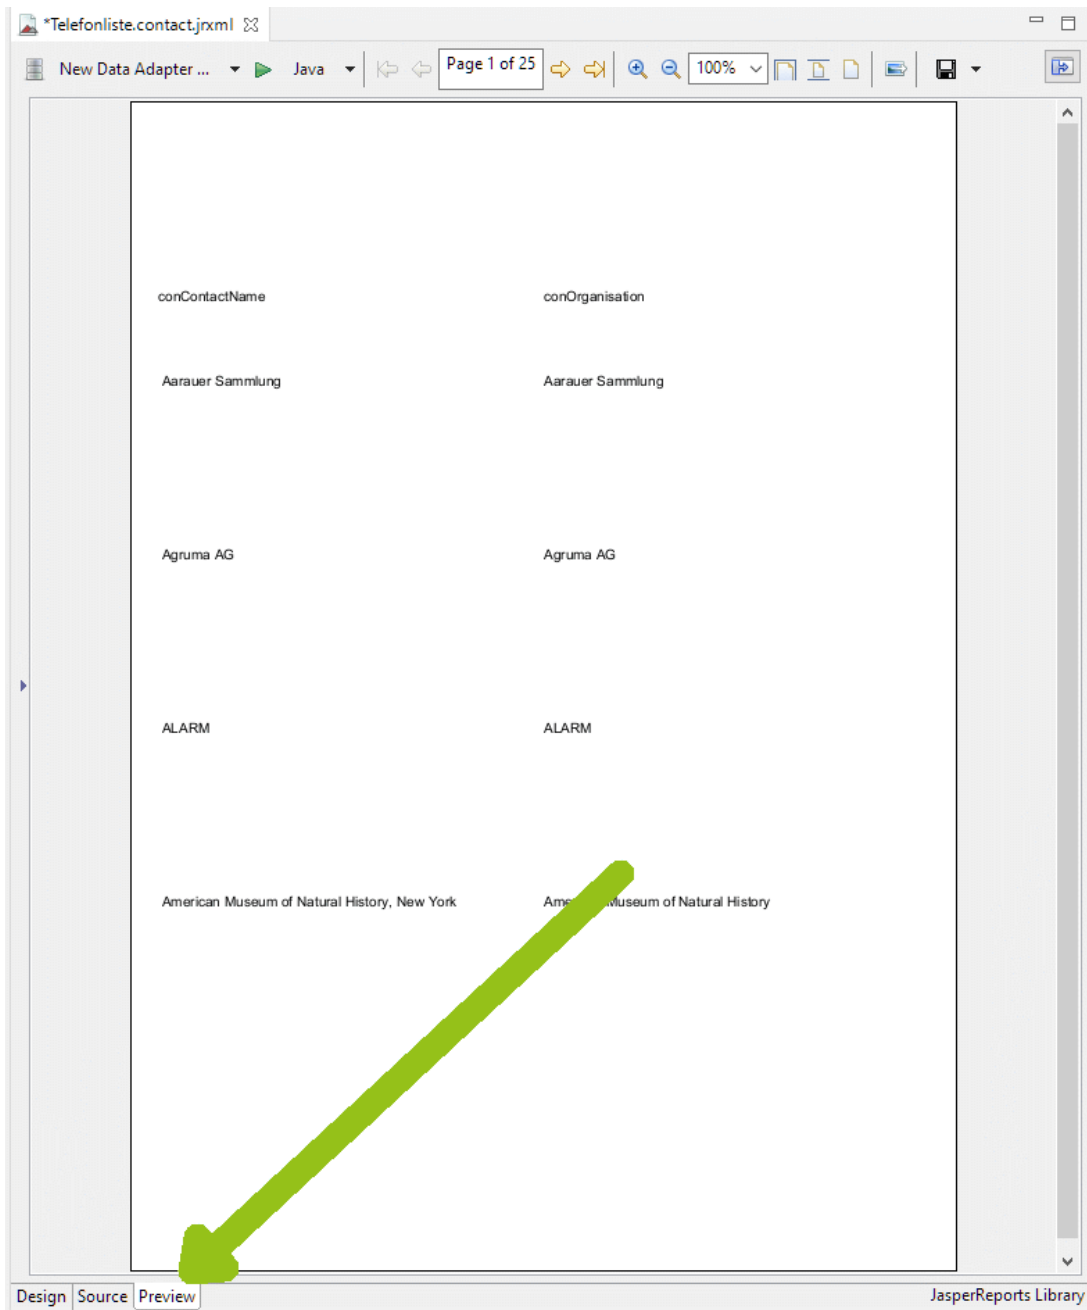 *Telefonliste.contact.jrxml
New Data Adapter ... Java Page 1 of 25 100%
conContactName conOrganisation
Aarauer Sammlung Aarauer Sammlung
Agruma AG Agruma AG
ALARM ALARM
American Museum of Natural History, New York Museum of Natural History
Design Source Preview JasperReports Library